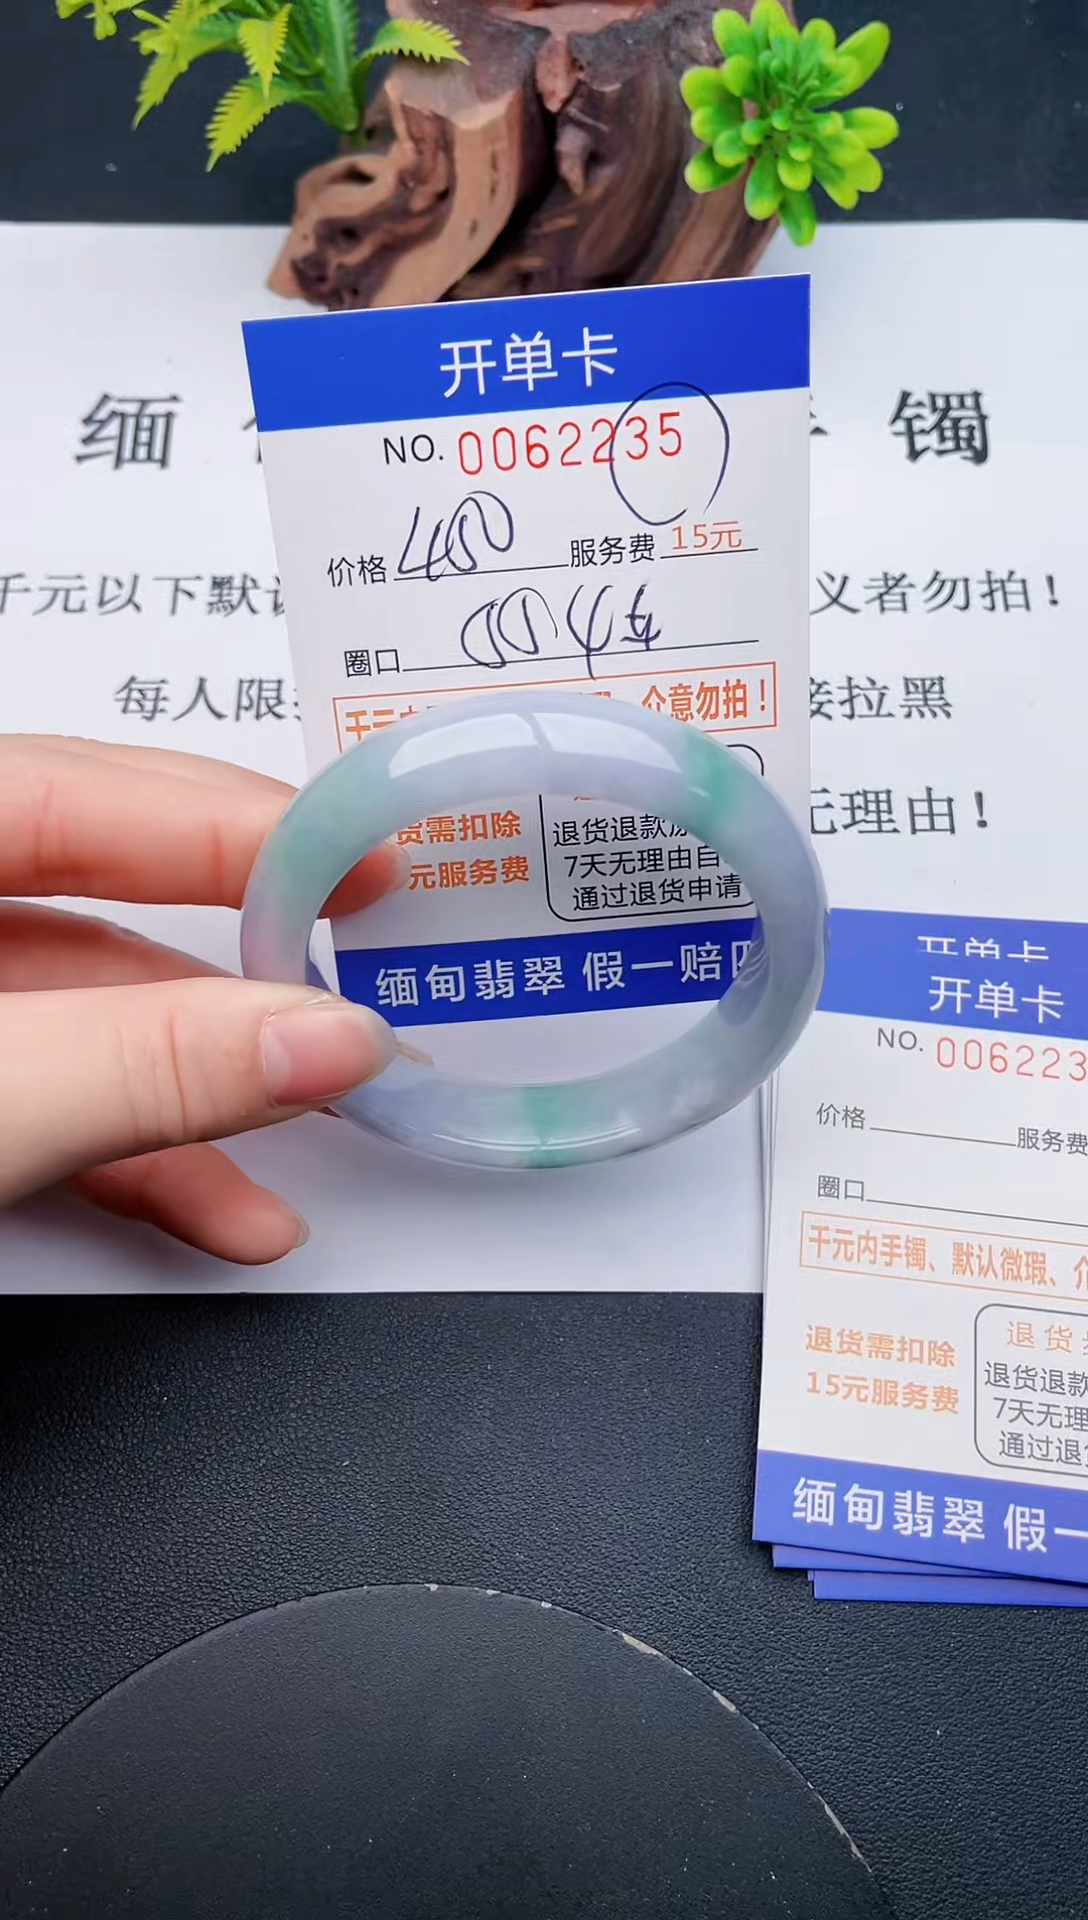 开单卡
NO. 0062235
价格 450 服务费 15元
圈口
介意勿拍！
货需扣除
元服务费
退货退款
7天无理由自
通过退货申请
缅甸翡翠 假一赔
缅 镯
千元以下默 义者勿拍！
每人限 接拉黑
无理由！
开单卡
开单卡
NO. 006223
价格 服务费
圈口
千元内手镯、默认微瑕、介
退货需扣除
15元服务费
退货
退货退款
7天无理
通过退
缅甸翡翠 假一